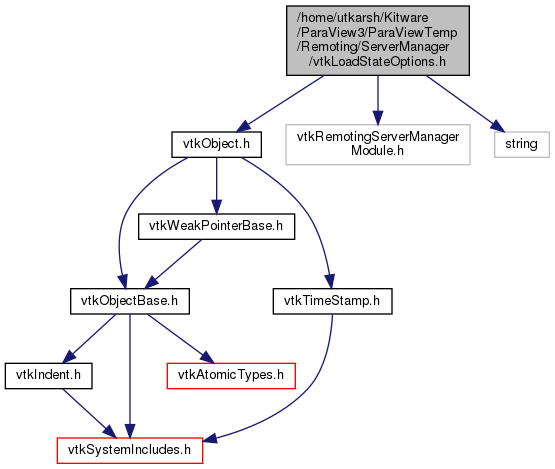 /home/utkarsh/Kitware
/ParaView3/ParaViewTemp
/Remoting/ServerManager
/vtkLoadStateOptions.h
vtkObject.h
vtkRemotingServerManager
Module.h
string
vtkWeakPointerBase.h
vtkObjectBase.h
vtkTimeStamp.h
vtkIndent.h
vtkAtomicTypes.h
vtkSystemIncludes.h